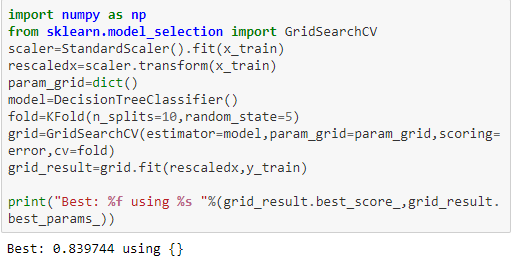 import numpy as np
from sklearn.model_selection import GridSearchCV
scaler=StandardScaler().fit(x_train)
rescaledx=scaler.transform(x_train)
param_grid=dict()
model=DecisionTreeClassifier()
fold=KFold(n_splits=10,random_state=5)
grid=GridSearchCV(estimator=model,param_grid=param_grid,scoring=
error,cv=fold)
grid_result=grid.fit(rescaledx,y_train)

print("Best: %f using %s "%(grid_result.best_score_,grid_result.
best_params_))
Best: 0.839744 using {}